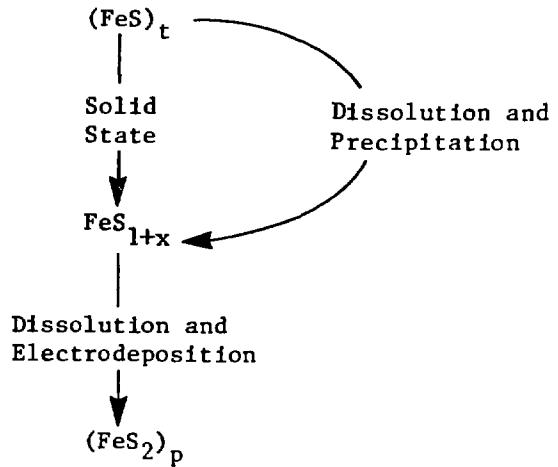 (FeS)t
Solid
State
Dissolution and
Precipitation
FeS1+x
Dissolution and
Electrodeposition
(FeS2)p